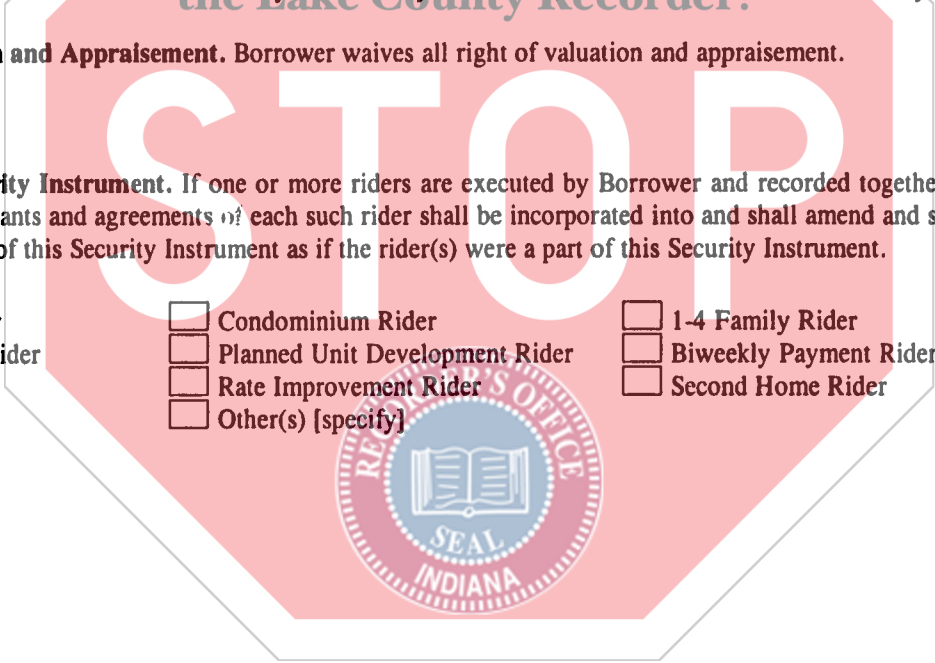 the Lake County Recorder!
and Appraisement. Borrower waives all right of valuation and appraisement.
STOP
Instrument. If one or more riders are executed by Borrower and recorded
and agreements of each such rider shall be incorporated into and shall amend and
of this Security Instrument as if the rider(s) were a part of this Security Instrument.
Condominium Rider 1-4 Family Rider
Planned Unit Development Rider Biweekly Payment Rider
Rate Improvement Rider Second Home Rider
Other(s) [specify]
RECORDER'S OFFICE
SEAL
INDIANA